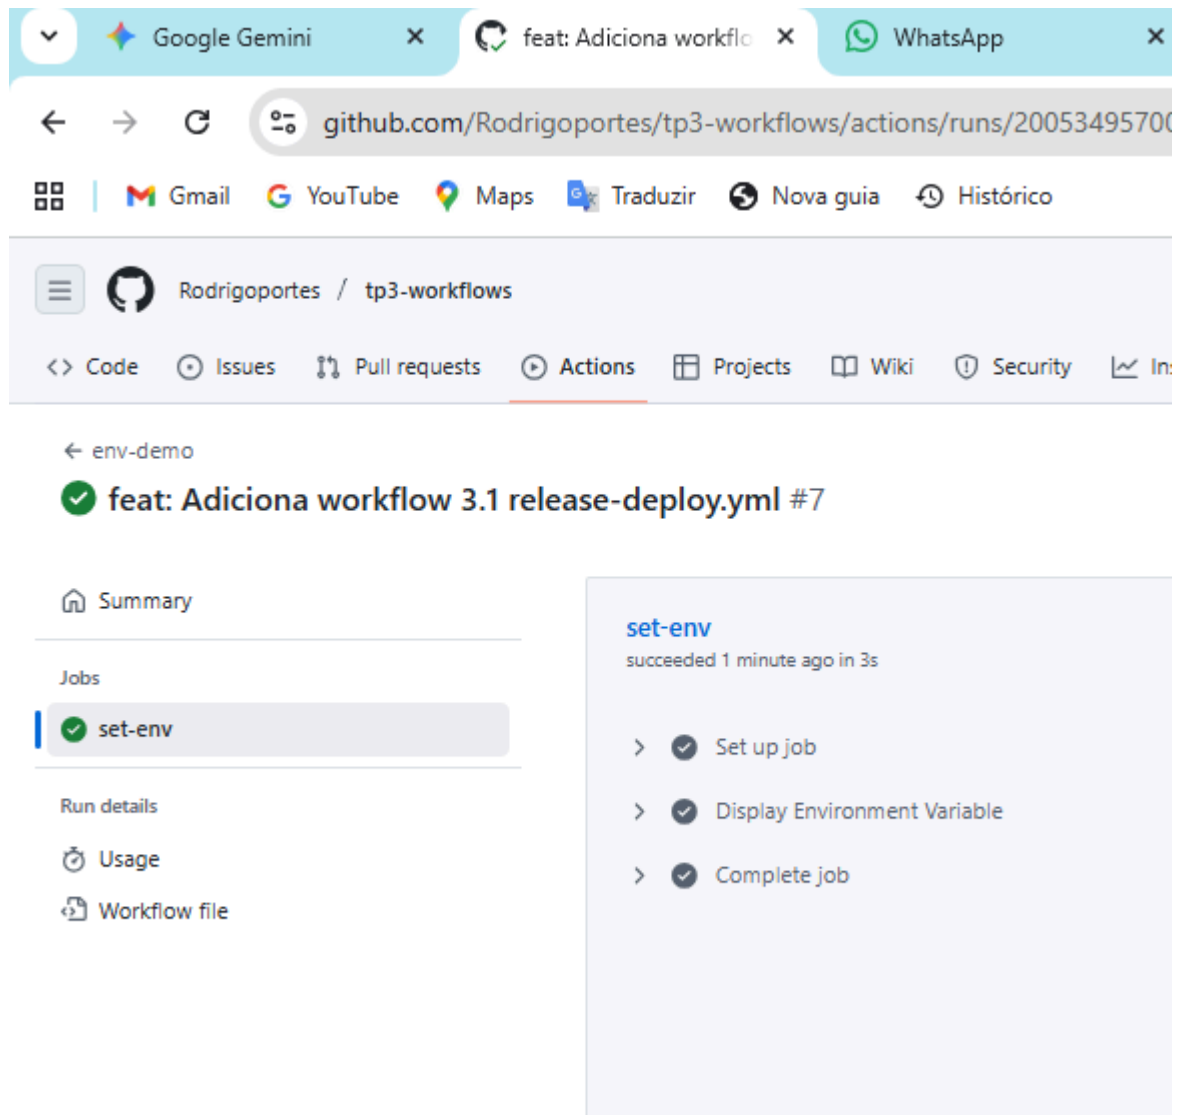 Google Gemini
feat: Adiciona workflo
WhatsApp
github.com/Rodrigoportes/tp3-workflows/actions/runs/20053495700
Gmail YouTube Maps Traduzir Nova guia Histórico
Rodrigoportes / tp3-workflows
Code Issues Pull requests Actions Projects Wiki Security In
← env-demo
feat: Adiciona workflow 3.1 release-deploy.yml #7
Summary
Jobs
set-env
Run details
Usage
Workflow file
set-env
succeeded 1 minute ago in 3s
Set up job
Display Environment Variable
Complete job